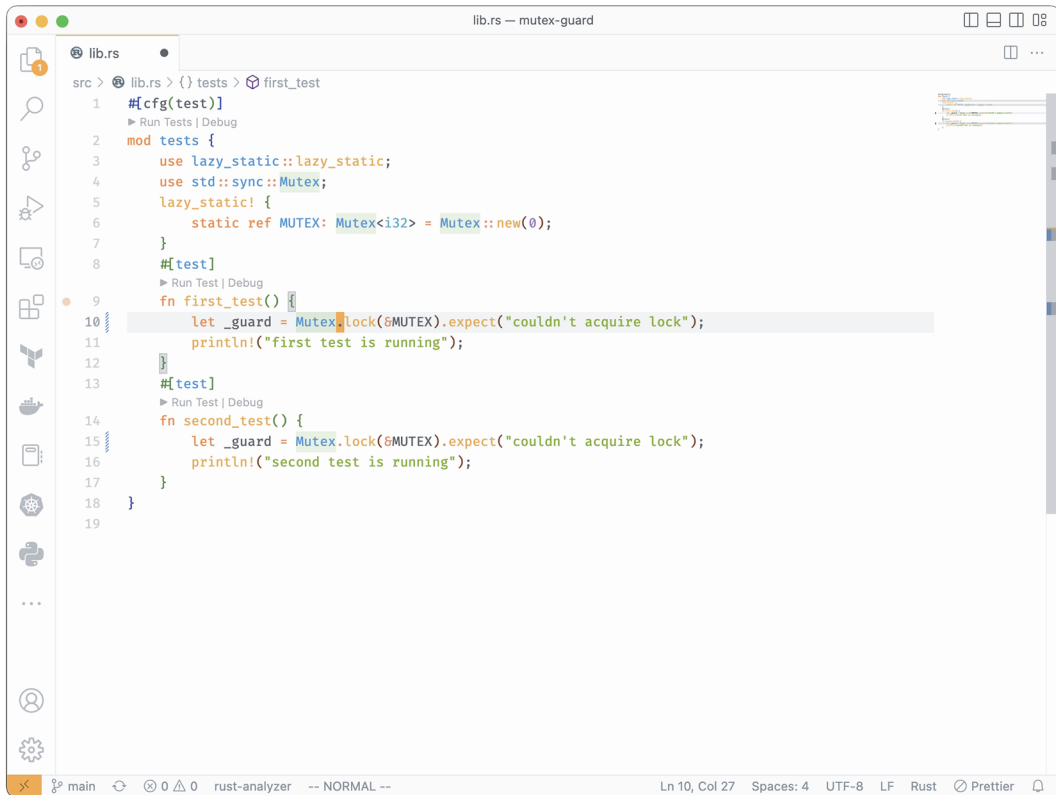 lib.rs — mutex-guard
lib.rs
src > lib.rs > {} tests > first_test
1 #[cfg(test)]
▶ Run Tests | Debug
2 mod tests {
3 use lazy_static::lazy_static;
4 use std::sync::Mutex;
5 lazy_static! {
6 static ref MUTEX: Mutex<i32> = Mutex::new(0);
7 }
8 #[test]
▶ Run Test | Debug
9 fn first_test() {
10 let _guard = Mutex.lock(&MUTEX).expect("couldn't acquire lock");
11 println!("first test is running");
12 }
13 #[test]
▶ Run Test | Debug
14 fn second_test() {
15 let _guard = Mutex.lock(&MUTEX).expect("couldn't acquire lock");
16 println!("second test is running");
17 }
18 }
19
1
main 0 0 rust-analyzer -- NORMAL -- Ln 10, Col 27 Spaces: 4 UTF-8 LF Rust Prettier